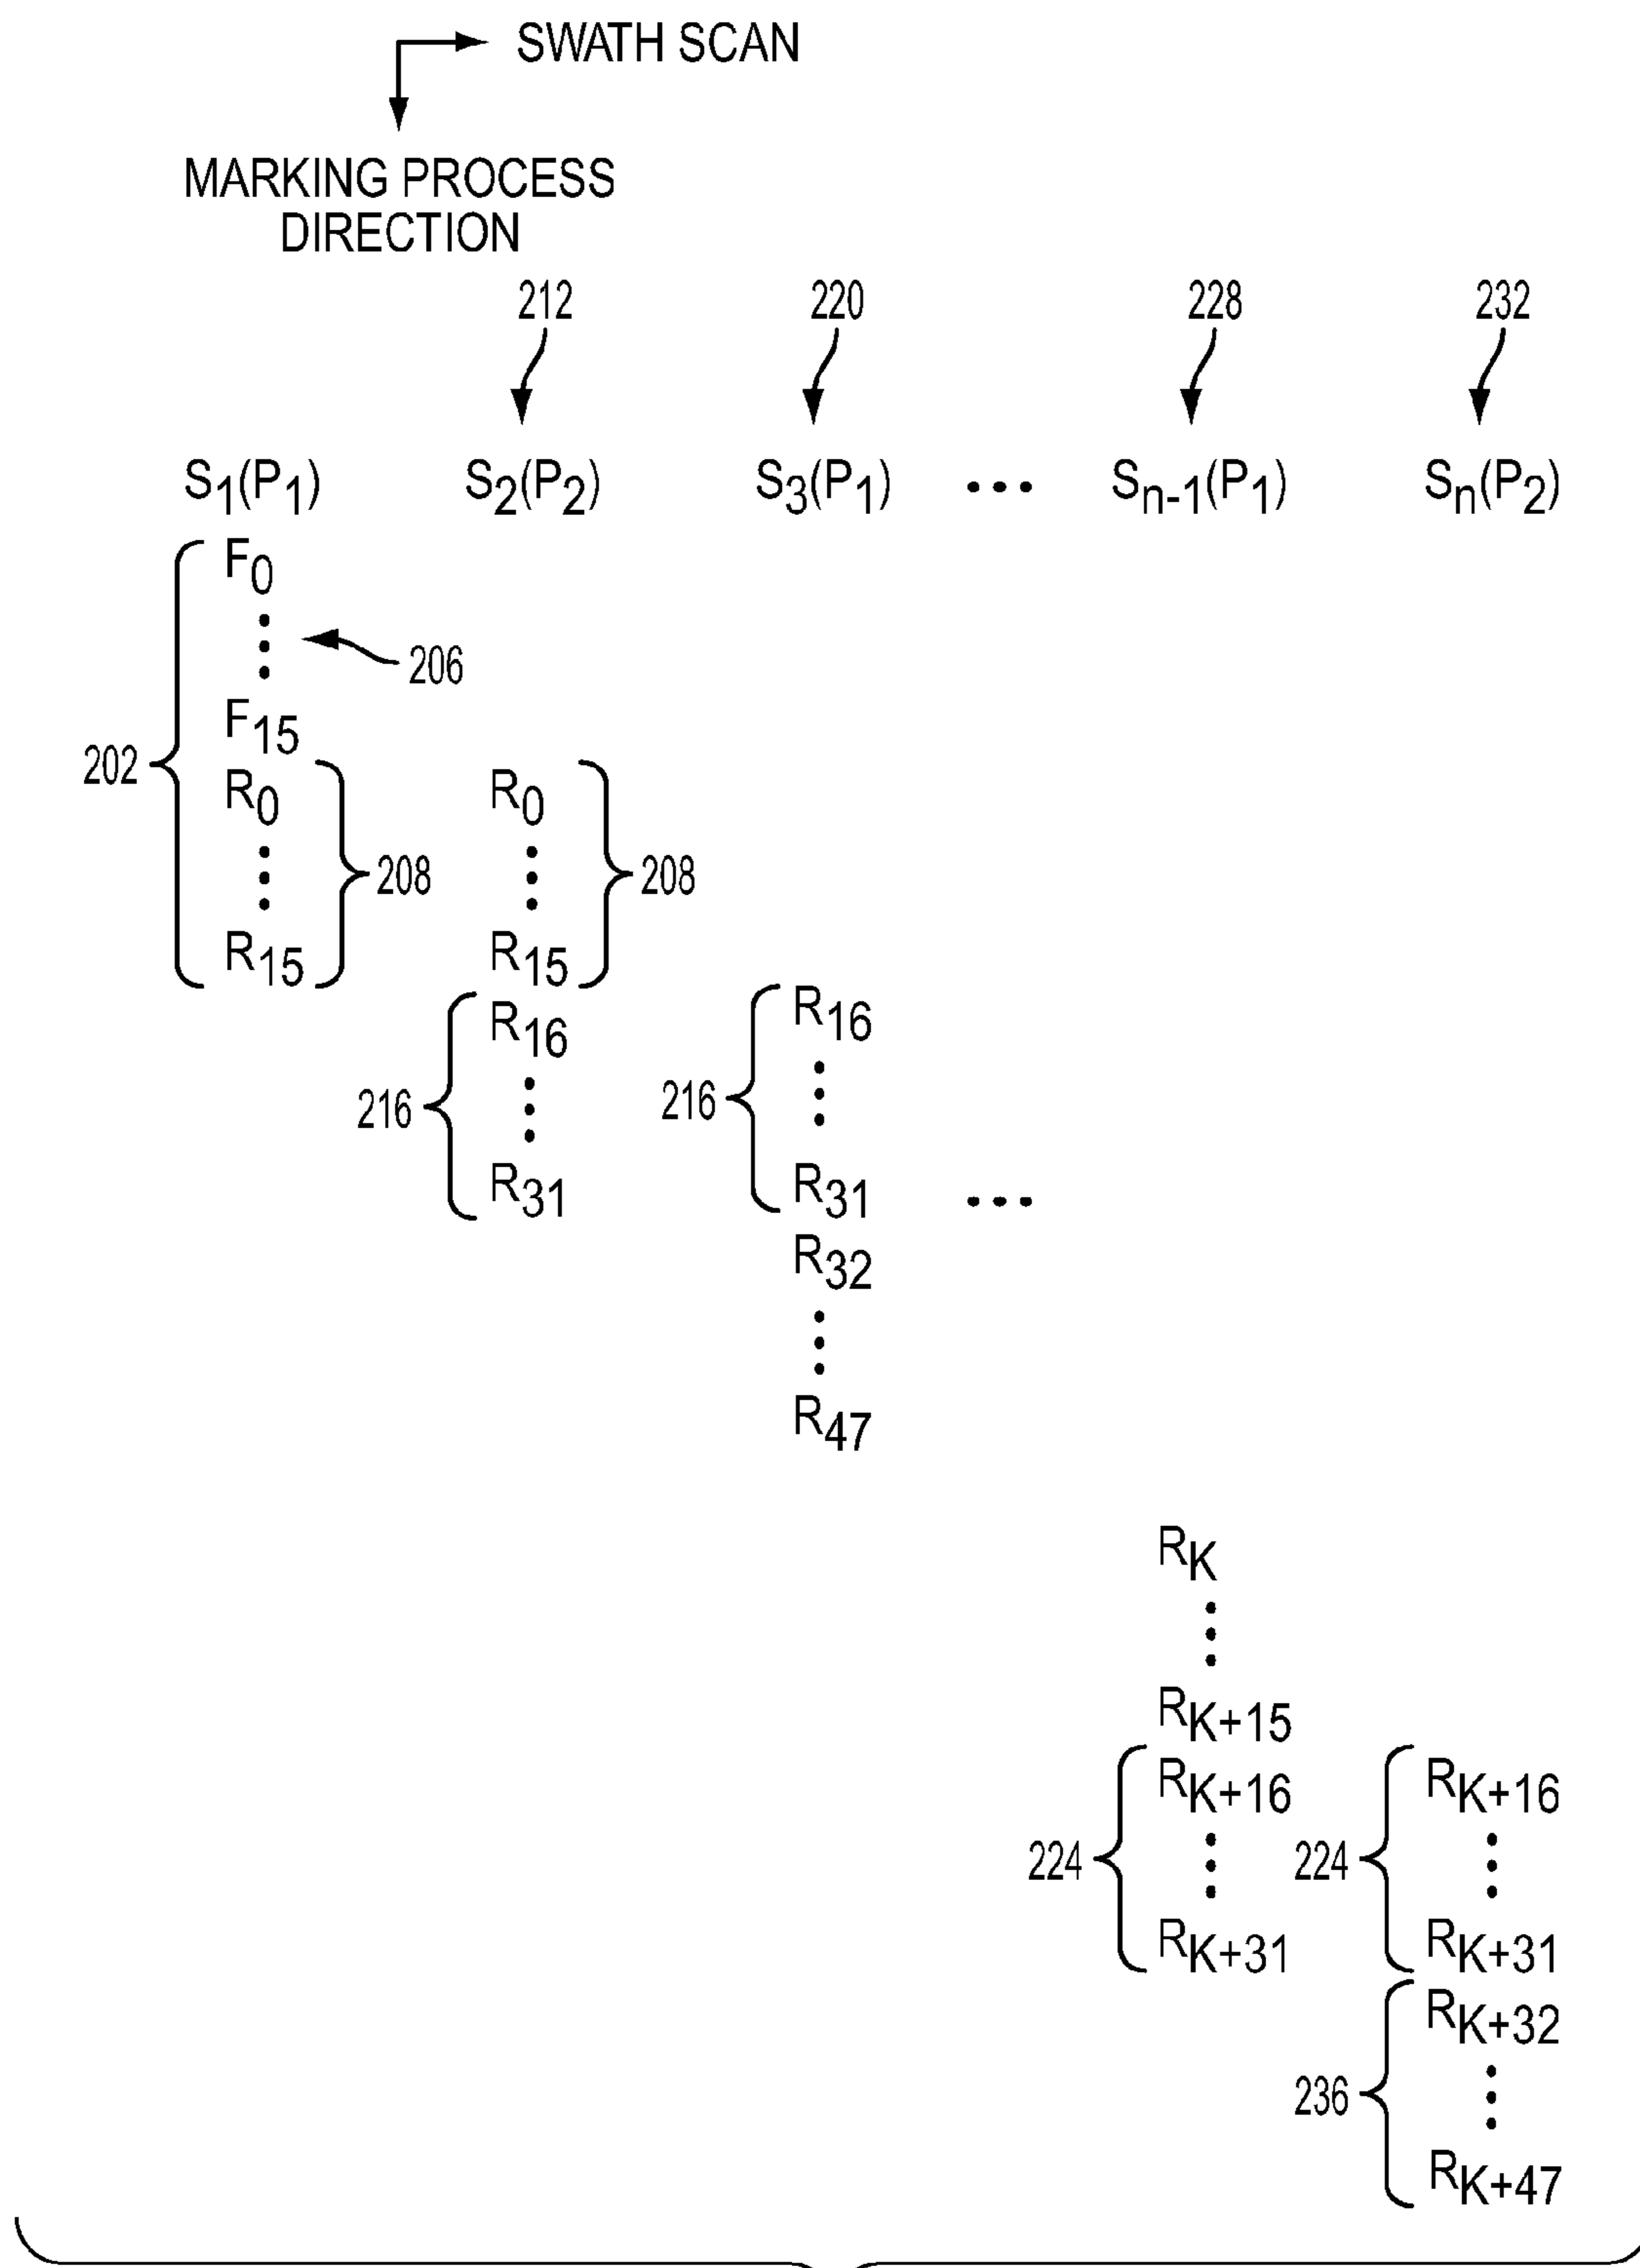 SWATH SCAN
MARKING PROCESS
DIRECTION
212 220 228 232
S1(P1) S2(P2) S3(P1) ... Sn-1(P1) Sn(P2)
F0
206
F15
202
R0 R0
208 208
R15 R15
R16 R16
216 216
R31 R31 ...
R32
R47
RK
RK+15
RK+16 RK+16
224 224
RK+31 RK+31
RK+32
236
RK+47